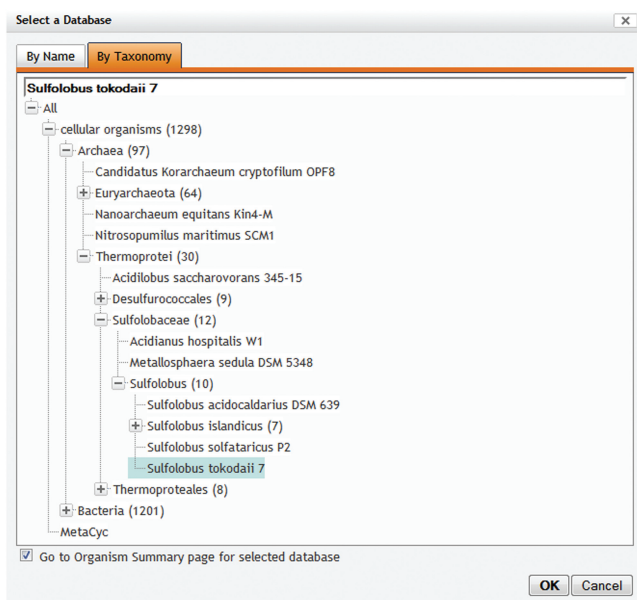 Select a Database
By Name By Taxonomy
Sulfolobus tokodaii 7
All
cellular organisms (1298)
Archaea (97)
Candidatus Korarchaeum cryptofilum OPF8
Euryarchaeota (64)
Nanoarchaeum equitans Kin4-M
Nitrosopumilus maritimus SCM1
Thermoprotei (30)
Acidilobus saccharovorans 345-15
Desulfurococcales (9)
Sulfolobaceae (12)
Acidianus hospitalis W1
Metallosphaera sedula DSM 5348
Sulfolobus (10)
Sulfolobus acidocaldarius DSM 639
Sulfolobus islandicus (7)
Sulfolobus solfataricus P2
Sulfolobus tokodaii 7
Thermoproteales (8)
Bacteria (1201)
MetaCyc
Go to Organism Summary page for selected database
OK Cancel